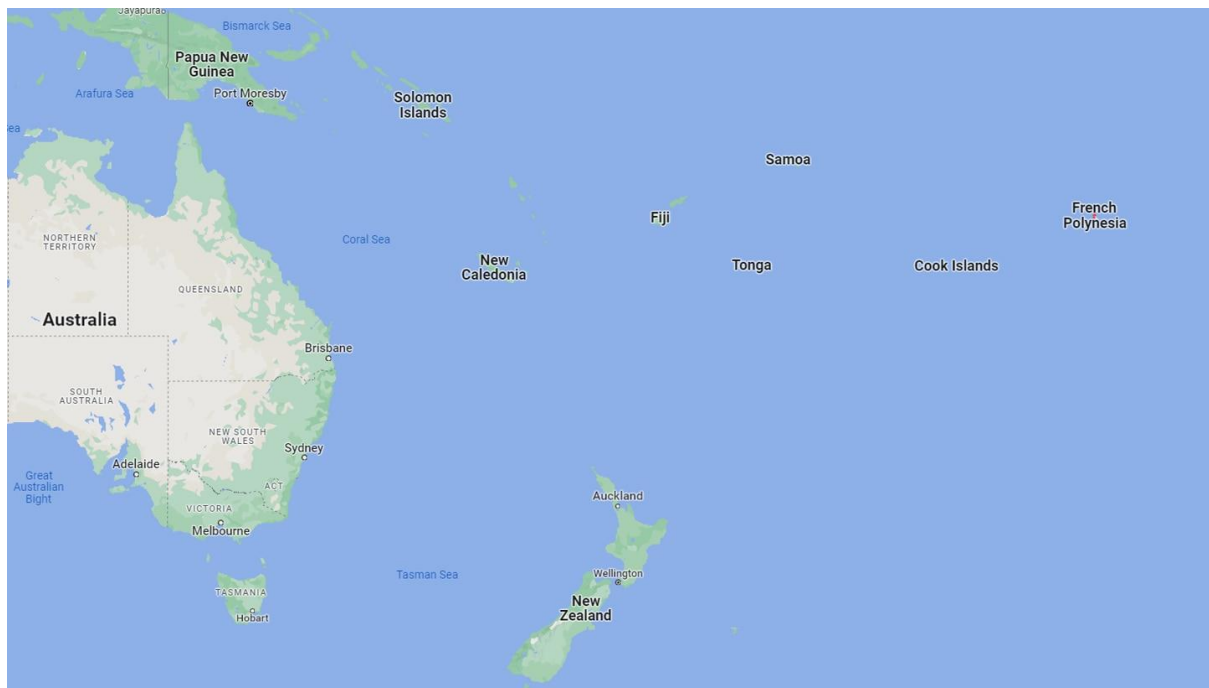 Jayapura
Bismarck Sea
Papua New
Guinea
Arafura Sea
Port Moresby
Solomon
Islands
Sea
Samoa
Fiji
French
Polynesia
NORTHERN
TERRITORY
Coral Sea
New
Caledonia
Tonga
Cook Islands
QUEENSLAND
Australia
Brisbane
SOUTH
AUSTRALIA
NEW SOUTH
WALES
Sydney
Adelaide
Great
Australian
Bight
ACT
Auckland
VICTORIA
Melbourne
Tasman Sea
Wellington
TASMANIA
New
Zealand
Hobart